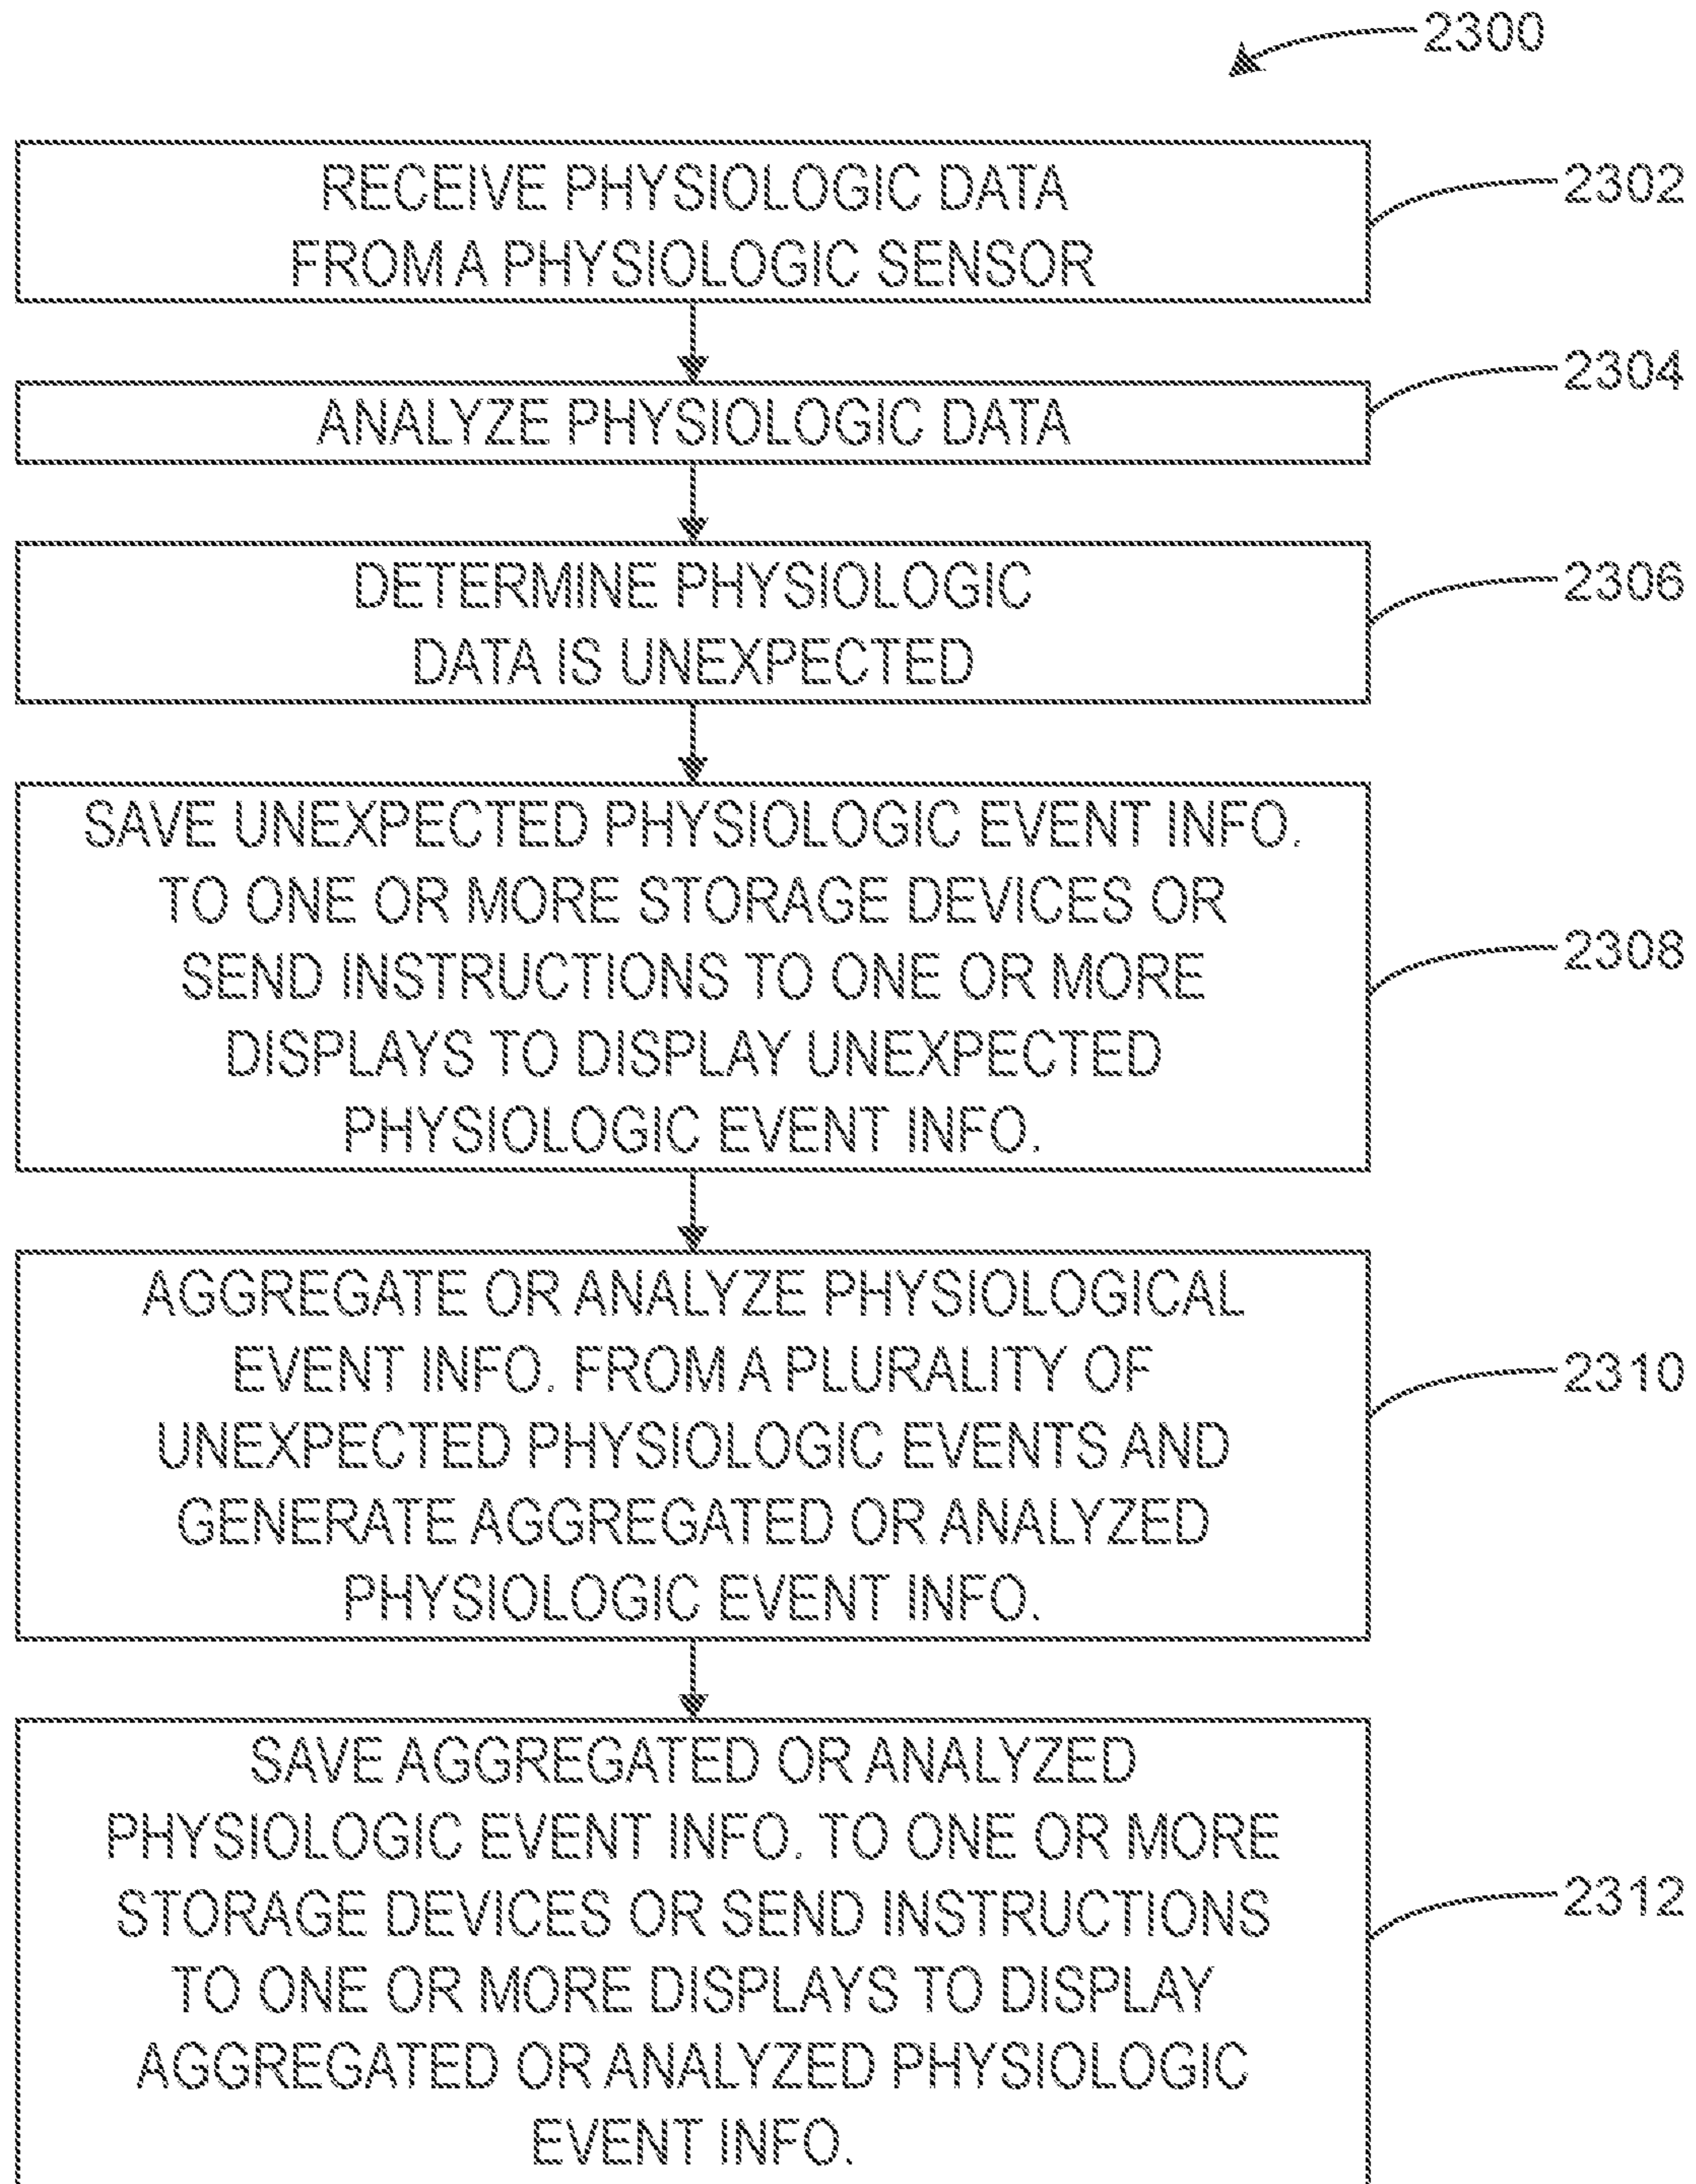 2300
RECEIVE PHYSIOLOGIC DATA
FROM A PHYSIOLOGIC SENSOR
2302
ANALYZE PHYSIOLOGIC DATA
2304
DETERMINE PHYSIOLOGIC
DATA IS UNEXPECTED
2306
SAVE UNEXPECTED PHYSIOLOGIC EVENT INFO.
TO ONE OR MORE STORAGE DEVICES OR
SEND INSTRUCTIONS TO ONE OR MORE
DISPLAYS TO DISPLAY UNEXPECTED
PHYSIOLOGIC EVENT INFO.
2308
AGGREGATE OR ANALYZE PHYSIOLOGICAL
EVENT INFO. FROM A PLURALITY OF
UNEXPECTED PHYSIOLOGIC EVENTS AND
GENERATE AGGREGATED OR ANALYZED
PHYSIOLOGIC EVENT INFO.
2310
SAVE AGGREGATED OR ANALYZED
PHYSIOLOGIC EVENT INFO. TO ONE OR MORE
STORAGE DEVICES OR SEND INSTRUCTIONS
TO ONE OR MORE DISPLAYS TO DISPLAY
AGGREGATED OR ANALYZED PHYSIOLOGIC
EVENT INFO.
2312